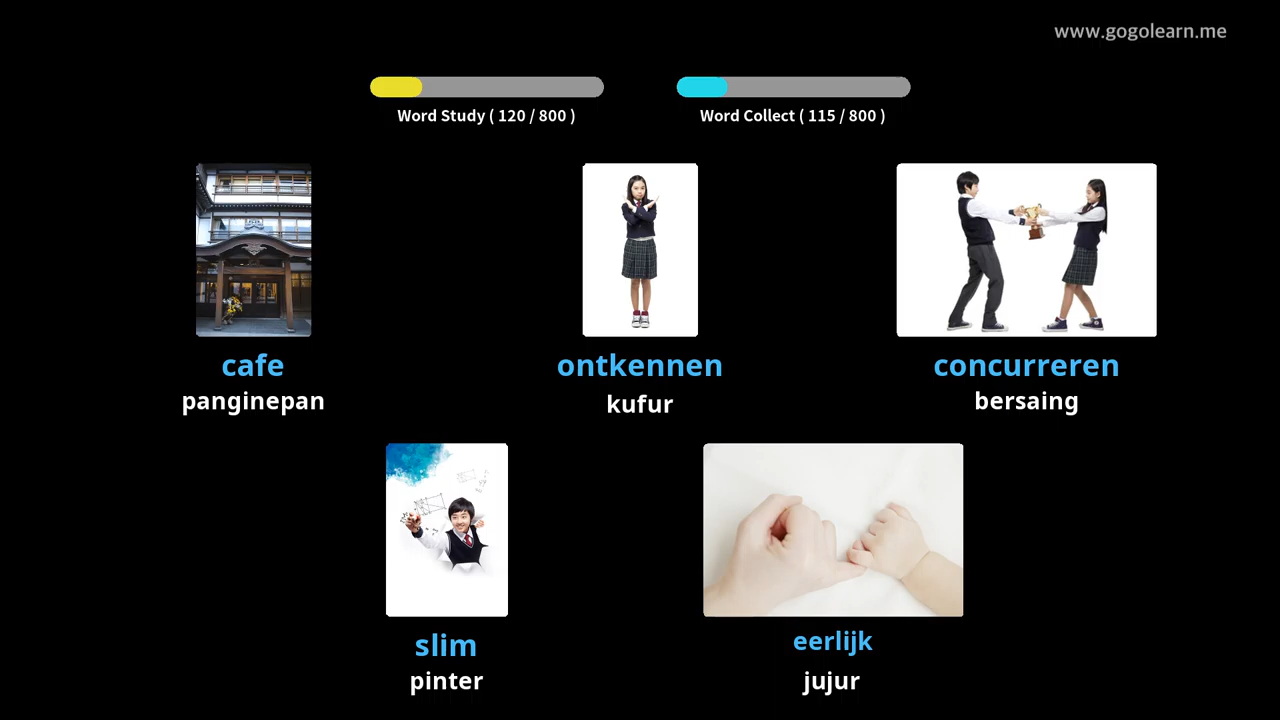 www.gogolearn.me
Word Study ( 120 / 800 )
Word Collect ( 115 / 800 )
cafe
panginepan
ontkennen
kufur
concurreren
bersaing
slim
pinter
eerlijk
jujur